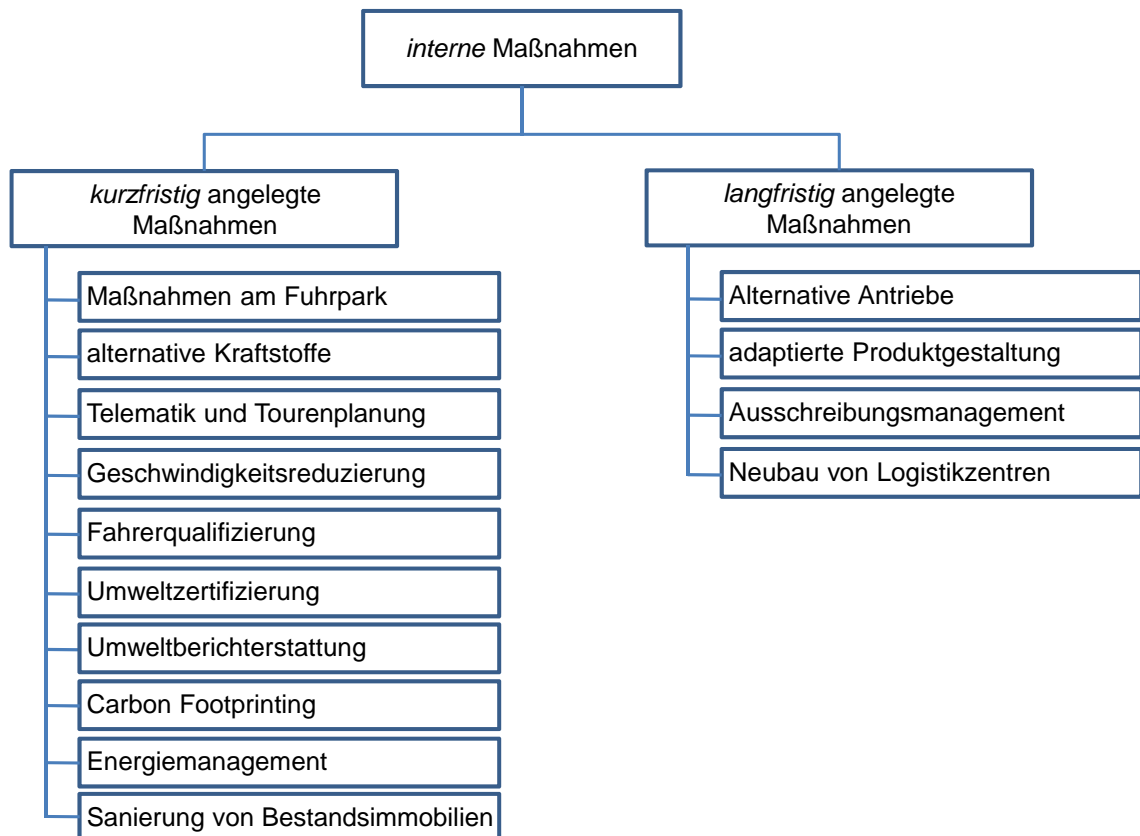 interne Maßnahmen
kurzfristig angelegte
Maßnahmen
Maßnahmen am Fuhrpark
alternative Kraftstoffe
Telematik und Tourenplanung
Geschwindigkeitsreduzierung
Fahrerqualifizierung
Umweltzertifizierung
Umweltberichterstattung
Carbon Footprinting
Energiemanagement
Sanierung von Bestandsimmobilien
langfristig angelegte
Maßnahmen
Alternative Antriebe
adaptierte Produktgestaltung
Ausschreibungsmanagement
Neubau von Logistikzentren